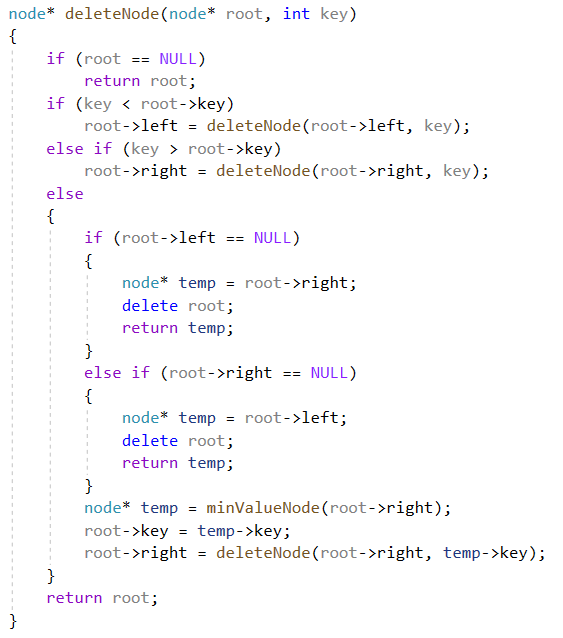 node* deleteNode(node* root, int key)
{
    if (root == NULL)
        return root;
    if (key < root->key)
        root->left = deleteNode(root->left, key);
    else if (key > root->key)
        root->right = deleteNode(root->right, key);
    else
    {
        if (root->left == NULL)
        {
            node* temp = root->right;
            delete root;
            return temp;
        }
        else if (root->right == NULL)
        {
            node* temp = root->left;
            delete root;
            return temp;
        }
        node* temp = minValueNode(root->right);
        root->key = temp->key;
        root->right = deleteNode(root->right, temp->key);
    }
    return root;
}